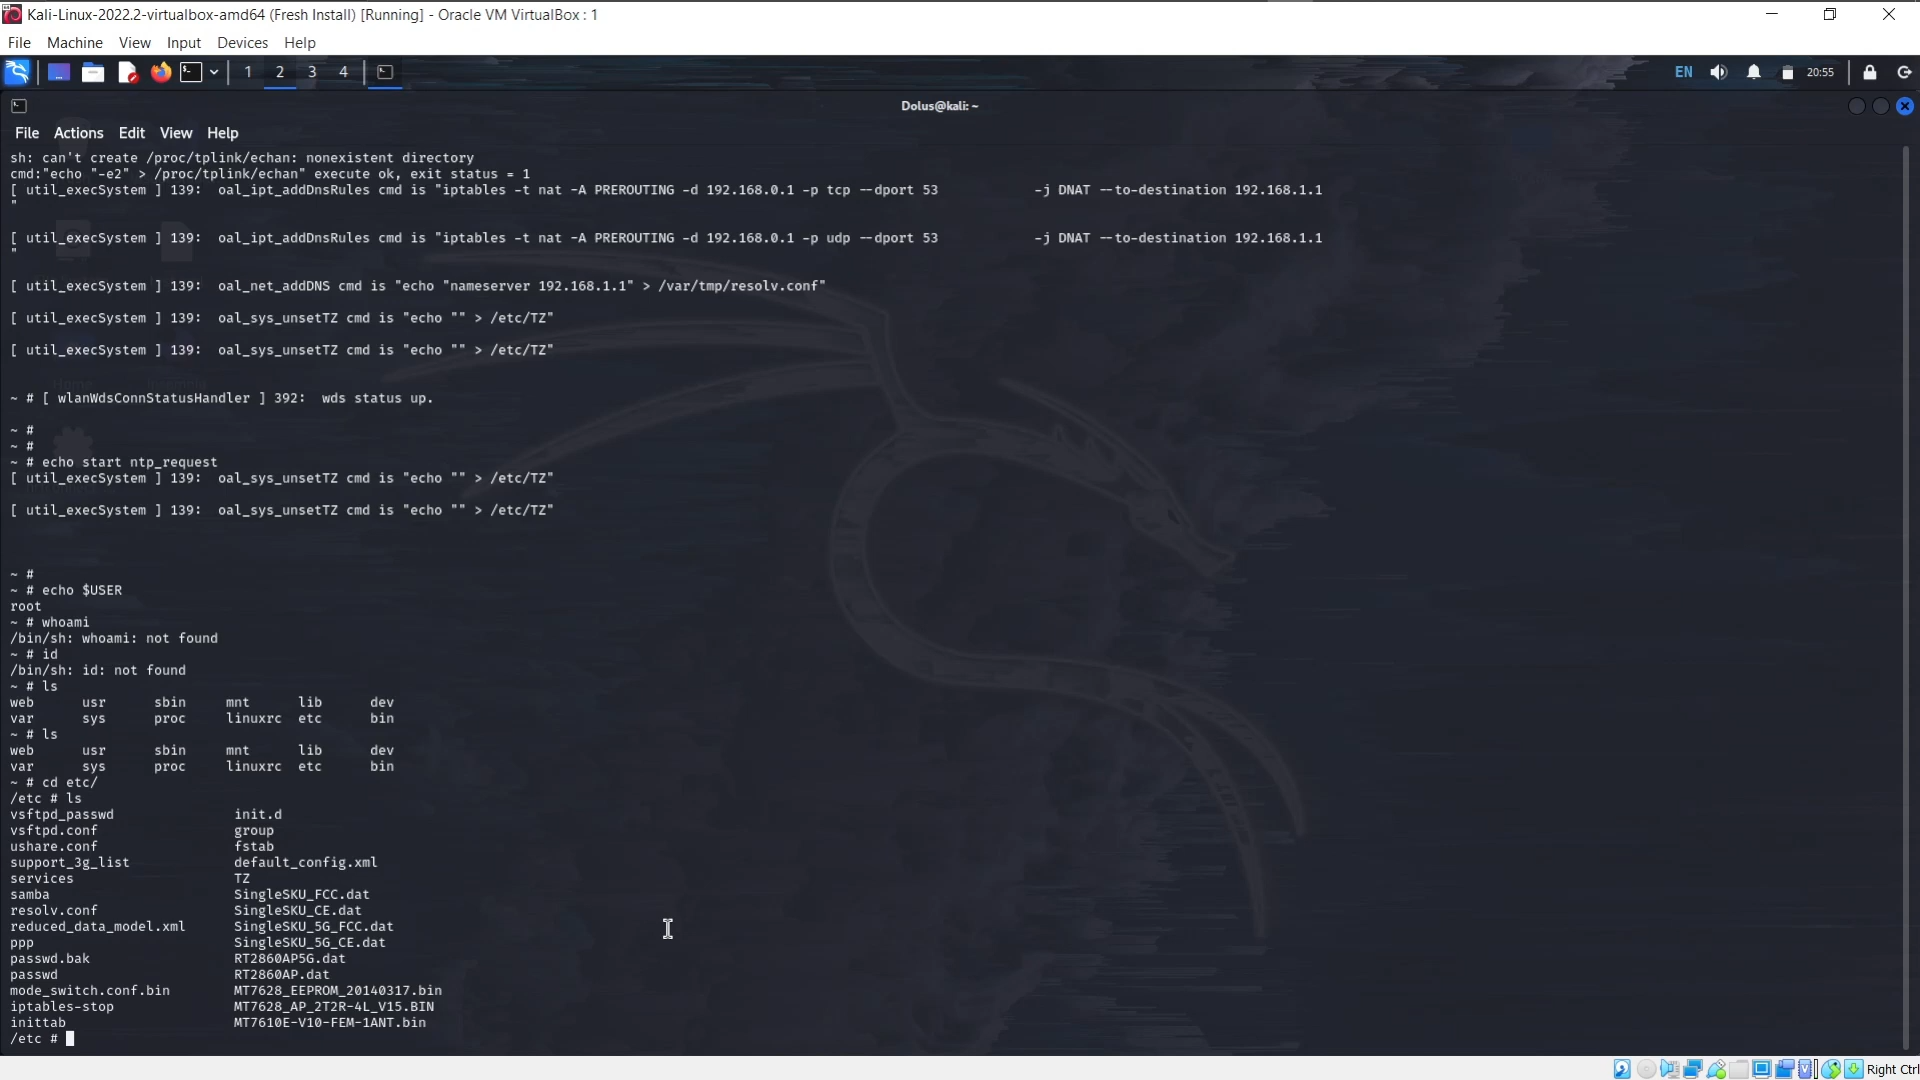 Kali-Linux-2022.2-virtualbox-amd64 (Fresh Install) [Running] - Oracle VM VirtualBox : 1
File Machine View Input Devices Help
1 2 3 4 EN 20:55
Dolus@kali: ~
File Actions Edit View Help
sh: can't create /proc/tplink/echan: nonexistent directory
cmd:"echo "-e2" > /proc/tplink/echan" execute ok, exit status = 1
[ util_execSystem ] 139:  oal_ipt_addDnsRules cmd is "iptables -t nat -A PREROUTING -d 192.168.0.1 -p tcp --dport 53            -j DNAT --to-destination 192.168.1.1
"
[ util_execSystem ] 139:  oal_ipt_addDnsRules cmd is "iptables -t nat -A PREROUTING -d 192.168.0.1 -p udp --dport 53            -j DNAT --to-destination 192.168.1.1
"
[ util_execSystem ] 139:  oal_net_addDNS cmd is "echo "nameserver 192.168.1.1" > /var/tmp/resolv.conf"
[ util_execSystem ] 139:  oal_sys_unsetTZ cmd is "echo "" > /etc/TZ"
[ util_execSystem ] 139:  oal_sys_unsetTZ cmd is "echo "" > /etc/TZ"
~ # [ wlanWdsConnStatusHandler ] 392:  wds status up.
~ #
~ #
~ # echo start ntp_request
[ util_execSystem ] 139:  oal_sys_unsetTZ cmd is "echo "" > /etc/TZ"
[ util_execSystem ] 139:  oal_sys_unsetTZ cmd is "echo "" > /etc/TZ"
~ #
~ # echo $USER
root
~ # whoami
/bin/sh: whoami: not found
~ # id
/bin/sh: id: not found
~ # ls
web      usr      sbin     mnt      lib      dev
var      sys      proc     linuxrc  etc      bin
~ # ls
web      usr      sbin     mnt      lib      dev
var      sys      proc     linuxrc  etc      bin
~ # cd etc/
/etc # ls
vsftpd_passwd               init.d
vsftpd.conf                 group
ushare.conf                 fstab
support_3g_list             default_config.xml
services                    TZ
samba                       SingleSKU_FCC.dat
resolv.conf                 SingleSKU_CE.dat
reduced_data_model.xml      SingleSKU_5G_FCC.dat
ppp                         SingleSKU_5G_CE.dat
passwd.bak                  RT2860AP5G.dat
passwd                      RT2860AP.dat
mode_switch.conf.bin        MT7628_EEPROM_20140317.bin
iptables-stop               MT7628_AP_2T2R-4L_V15.BIN
inittab                     MT7610E-V10-FEM-1ANT.bin
/etc #
Right Ctrl